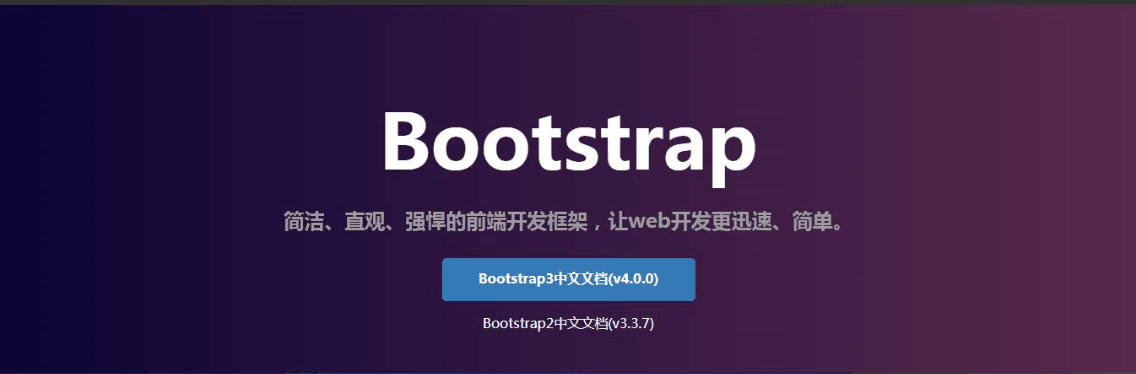 Bootstrap
简洁、直观、强悍的前端开发框架，让web开发更迅速、简单。
Bootstrap3中文文档(v4.0.0)
Bootstrap2中文文档(v3.3.7)